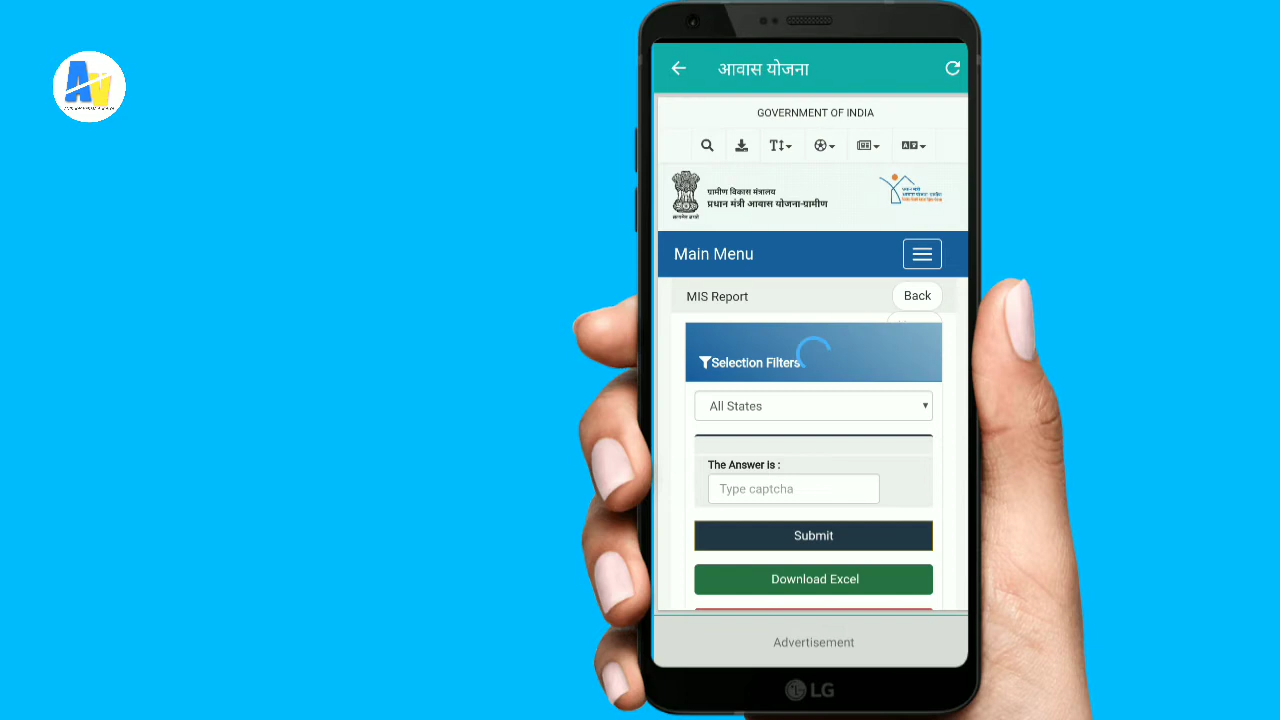 AV
आवास योजना
GOVERNMENT OF INDIA
ग्रामीण विकास मंत्रालय
प्रधान मंत्री आवास योजना-ग्रामीण
Main Menu
MIS Report
Back
Selection Filters
All States
The Answer is :
Type captcha
Submit
Download Excel
Advertisement
LG